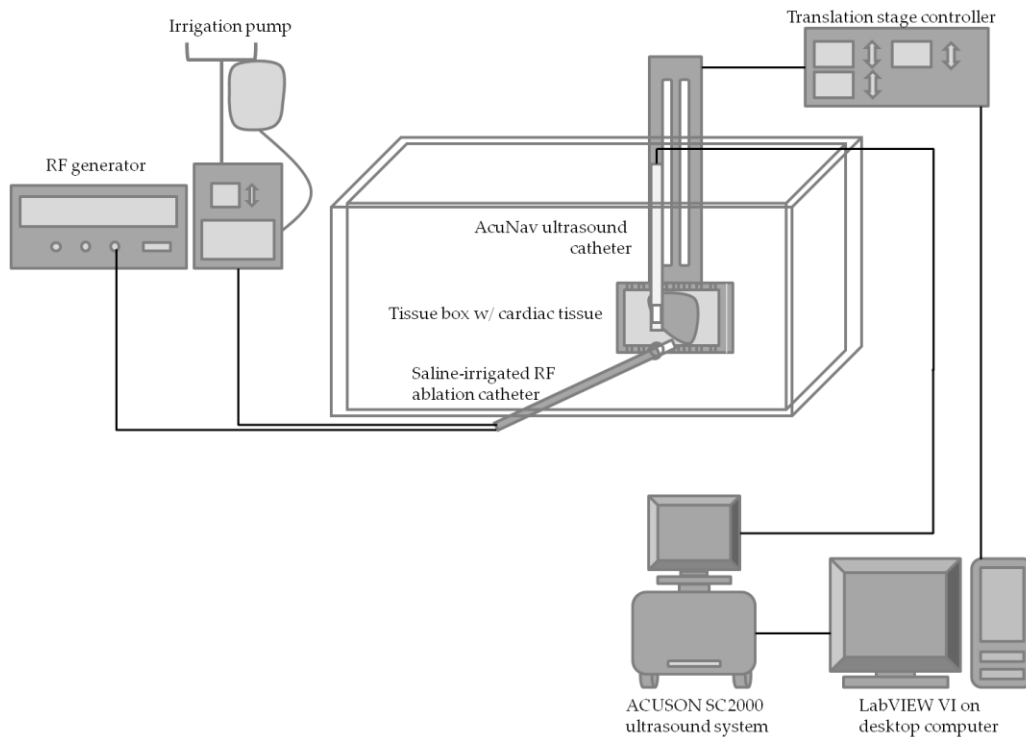 Translation stage controller
Irrigation pump
RF generator
AcuNav ultrasound
catheter
Tissue box w/ cardiac tissue
Saline-irrigated RF
ablation catheter
ACUSON SC2000
ultrasound system
LabVIEW VI on
desktop computer